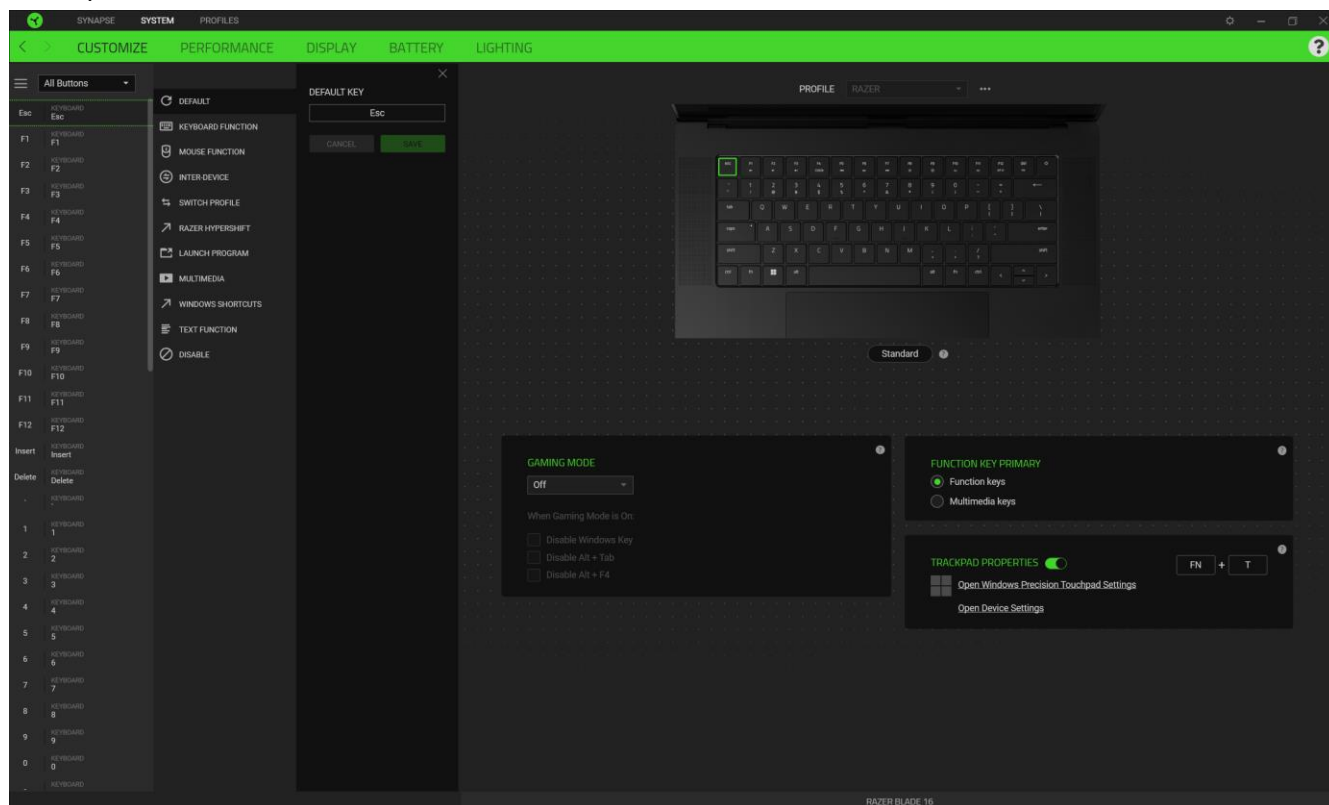 SYNAPSE SYSTEM PROFILES
CUSTOMIZE PERFORMANCE DISPLAY BATTERY LIGHTING ?
All Buttons
Esc KEYBOARD Esc
F1 KEYBOARD F1
F2 KEYBOARD F2
F3 KEYBOARD F3
F4 KEYBOARD F4
F5 KEYBOARD F5
F6 KEYBOARD F6
F7 KEYBOARD F7
F8 KEYBOARD F8
F9 KEYBOARD F9
F10 KEYBOARD F10
F11 KEYBOARD F11
F12 KEYBOARD F12
Insert KEYBOARD Insert
Delete KEYBOARD Delete
KEYBOARD
1 KEYBOARD 1
2 KEYBOARD 2
3 KEYBOARD 3
4 KEYBOARD 4
5 KEYBOARD 5
6 KEYBOARD 6
7 KEYBOARD 7
8 KEYBOARD 8
9 KEYBOARD 9
0 KEYBOARD 0
KEYBOARD
DEFAULT
KEYBOARD FUNCTION
MOUSE FUNCTION
INTER-DEVICE
SWITCH PROFILE
RAZER HYPERSHIFT
LAUNCH PROGRAM
MULTIMEDIA
WINDOWS SHORTCUTS
TEXT FUNCTION
DISABLE
DEFAULT KEY
Esc
CANCEL SAVE
PROFILE RAZER
Q W E R T Y U I O P
A S D F G H J K L
Z X C V B N M
Standard ?
GAMING MODE ?
Off
When Gaming Mode is On:
Disable Windows Key
Disable Alt + Tab
Disable Alt + F4
FUNCTION KEY PRIMARY ?
Function keys
Multimedia keys
TRACKPAD PROPERTIES FN + T ?
Open Windows Precision Touchpad Settings
Open Device Settings
RAZER BLADE 16